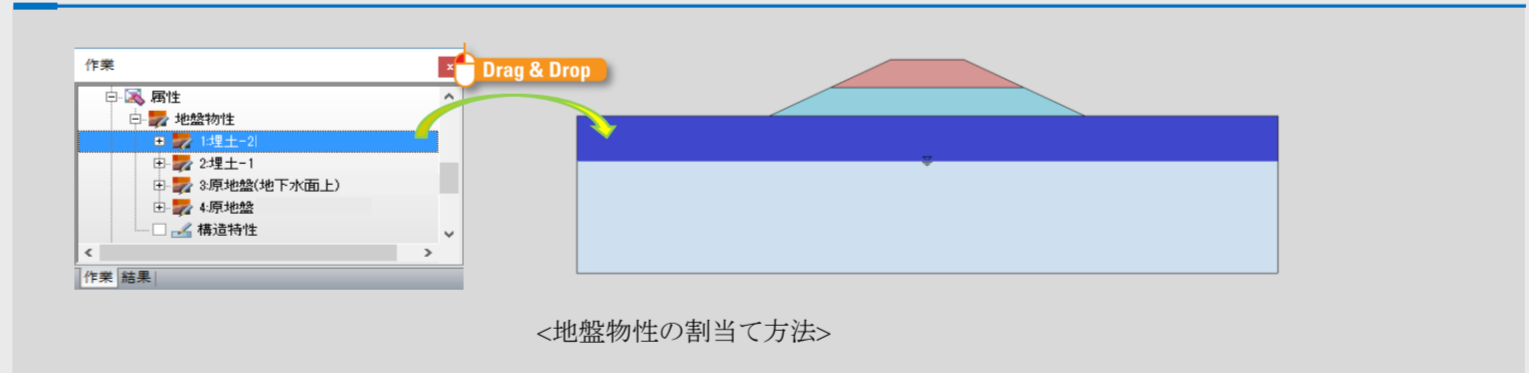 作業
Drag & Drop
属性
地盤物性
1:埋土-2
2:埋土-1
3:原地盤(地下水面上)
4:原地盤
構造特性
作業 結果
<地盤物性の割当て方法>